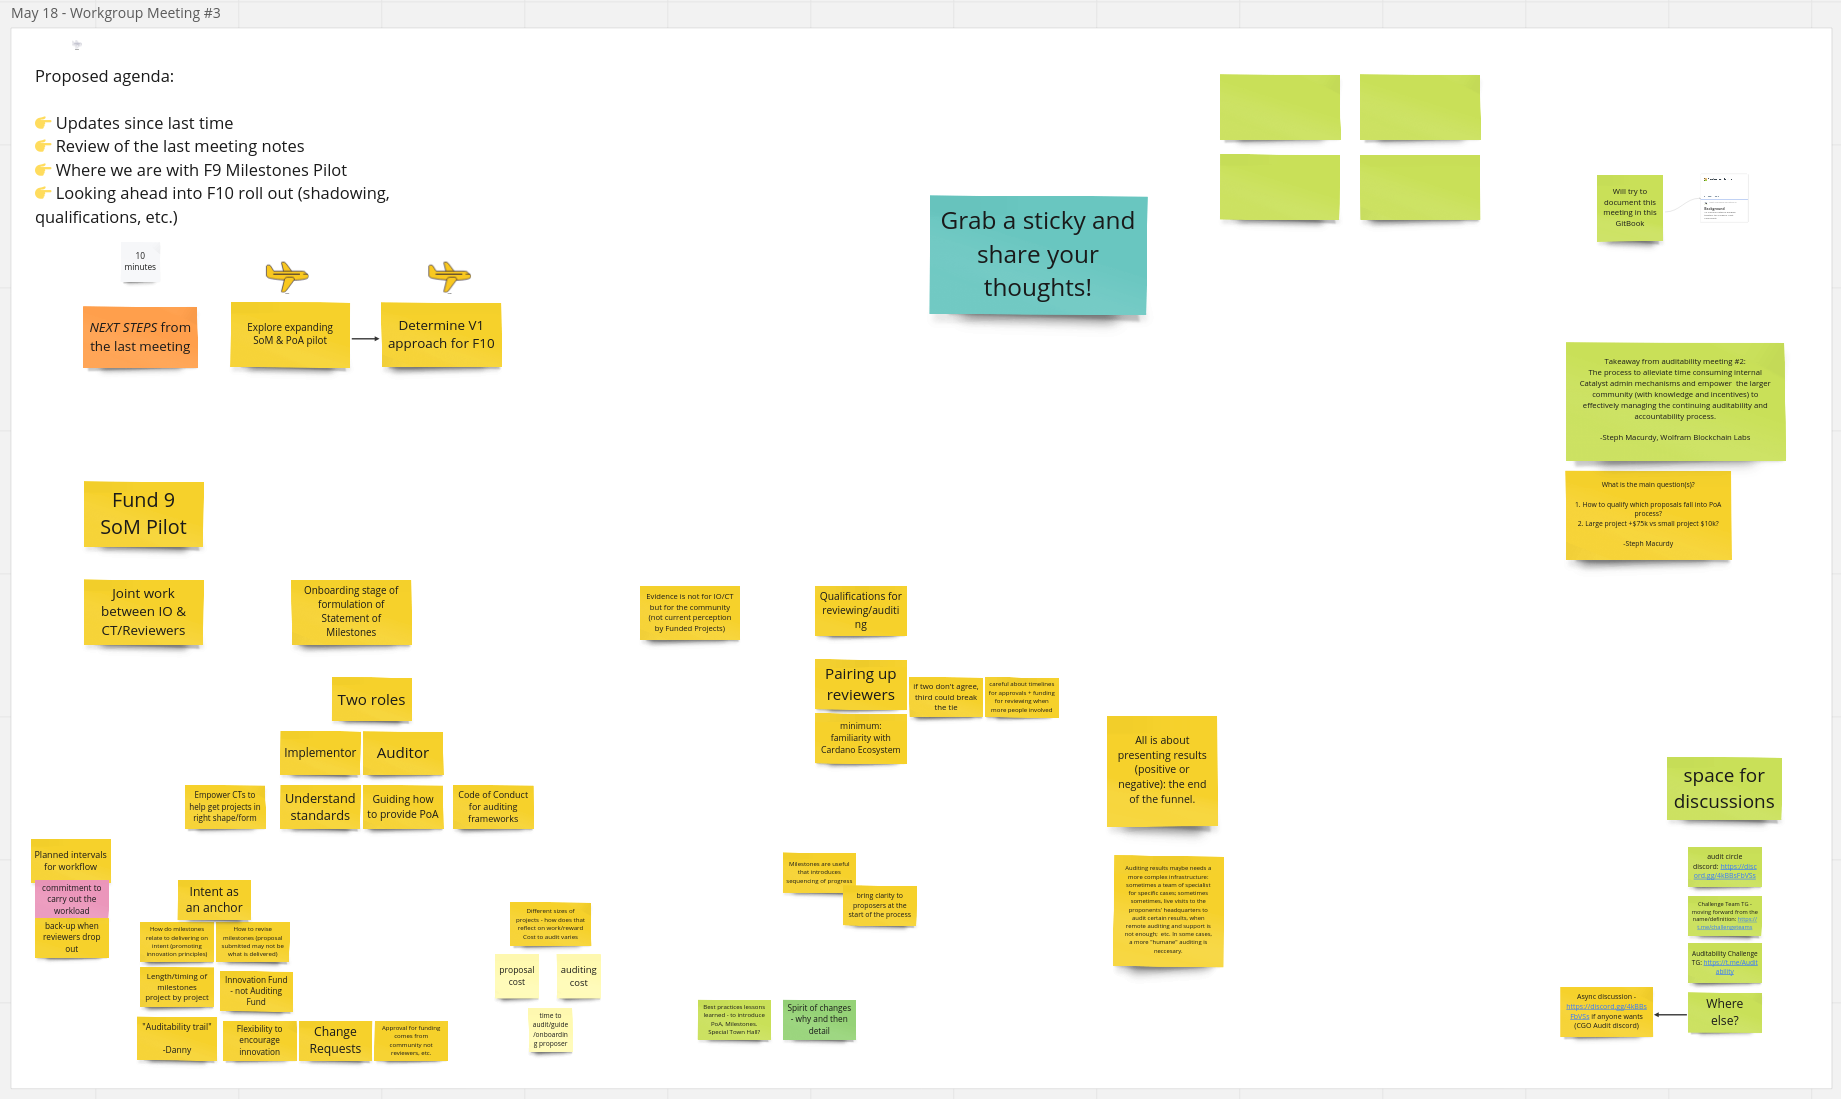 May 18 - Workgroup Meeting #3
Proposed agenda:
👉 Updates since last time
👉 Review of the last meeting notes
👉 Where we are with F9 Milestones Pilot
👉 Looking ahead into F10 roll out (shadowing,
qualifications, etc.)
10
minutes
NEXT STEPS from
the last meeting
Explore expanding
SoM & PoA pilot
Determine V1
approach for F10
Grab a sticky and
share your
thoughts!
Will try to
document this
meeting in this
GitBook
Background
Takeaway from auditability meeting #2:
The process to alleviate time consuming internal
Catalyst admin mechanisms and empower the larger
community (with knowledge and incentives) to
effectively managing the continuing auditability and
accountability process.
-Steph Macurdy, Wolfram Blockchain Labs
What is the main question(s)?
1. How to qualify which proposals fall into PoA
process?
2. Large project +$75k vs small project $10k?
-Steph Macurdy
Fund 9
SoM Pilot
Joint work
between IO &
CT/Reviewers
Onboarding stage of
formulation of
Statement of
Milestones
Two roles
Implementor
Auditor
Empower CTs to
help get projects in
right shape/form
Understand
standards
Guiding how
to provide PoA
Code of Conduct
for auditing
frameworks
Evidence is not for IO/CT
but for the community
(not current perception
by Funded Projects)
Qualifications for
reviewing/auditi
ng
Pairing up
reviewers
if two don't agree,
third could break
the tie
careful about timelines
for approvals + funding
for reviewing when
more people involved
minimum:
familiarity with
Cardano Ecosystem
All is about
presenting results
(positive or
negative): the end
of the funnel.
Auditing results maybe needs a
more complex infrastructure:
sometimes a team of specialist
for specific cases; sometimes
sometimes, live visits to the
proponents' headquarters to
audit certain results, when
remote auditing and support is
not enough; etc. In some cases,
a more "humane" auditing is
neccesary.
space for
discussions
audit circle
discord: https://disc
ord.gg/4kBBsFbVSs
Challenge Team TG -
moving forward from the
name/definition: https://
t.me/challengeteams
Auditability Challenge
TG: https://t.me/Audit
ability
Where
else?
Async discussion -
https://discord.gg/4kBBs
FbVSs if anyone wants
(CGO Audit discord)
Planned intervals
for workflow
commitment to
carry out the
workload
back-up when
reviewers drop
out
Intent as
an anchor
How do milestones
relate to delivering on
intent (promoting
innovation principles)
How to revise
milestones (proposal
submitted may not be
what is delivered)
Length/timing of
milestones
project by project
Innovation Fund
- not Auditing
Fund
"Auditability trail"
-Danny
Flexibility to
encourage
innovation
Change
Requests
Approval for funding
comes from
community not
reviewers, etc.
Different sizes of
projects - how does that
reflect on work/reward
Cost to audit varies
proposal
cost
auditing
cost
time to
audit/guide
/onboardin
g proposer
Milestones are useful
that introduces
sequencing of progress
bring clarity to
proposers at the
start of the process
Best practices lessons
learned - to introduce
PoA, Milestones.
Special Town Hall?
Spirit of changes
- why and then
detail